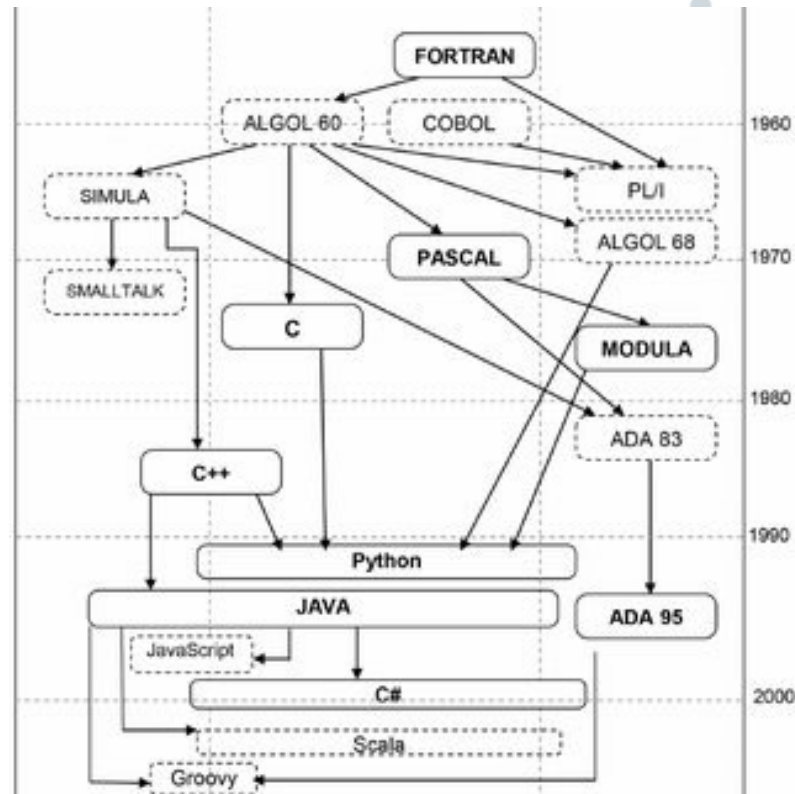 FORTRAN
ALGOL 60
COBOL
1960
SIMULA
PL/I
ALGOL 68
PASCAL
1970
SMALLTALK
C
MODULA
1980
ADA 83
C++
1990
Python
JAVA
ADA 95
JavaScript
C#
2000
Scala
Groovy